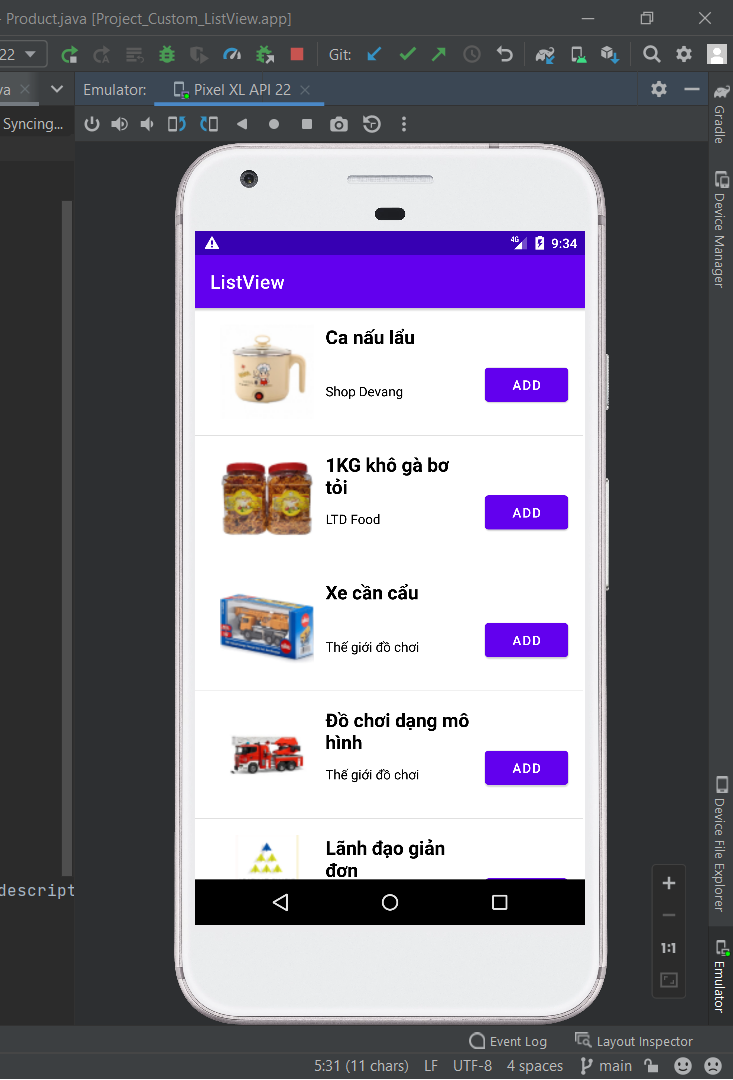 - Product.java [Project_Custom_ListView.app]
22
Git:
va
Emulator:
Pixel XL API 22
Syncing...
Gradle
Device Manager
4G
9:34
ListView
Ca nấu lẩu
Shop Devang
ADD
1KG khô gà bơ
tỏi
LTD Food
ADD
Xe cần cẩu
Thế giới đồ chơi
ADD
Đồ chơi dạng mô
hình
Thế giới đồ chơi
ADD
Lãnh đạo giản
đơn
descript
1:1
Device File Explorer
Emulator
Event Log
Layout Inspector
5:31 (11 chars)
LF
UTF-8
4 spaces
main